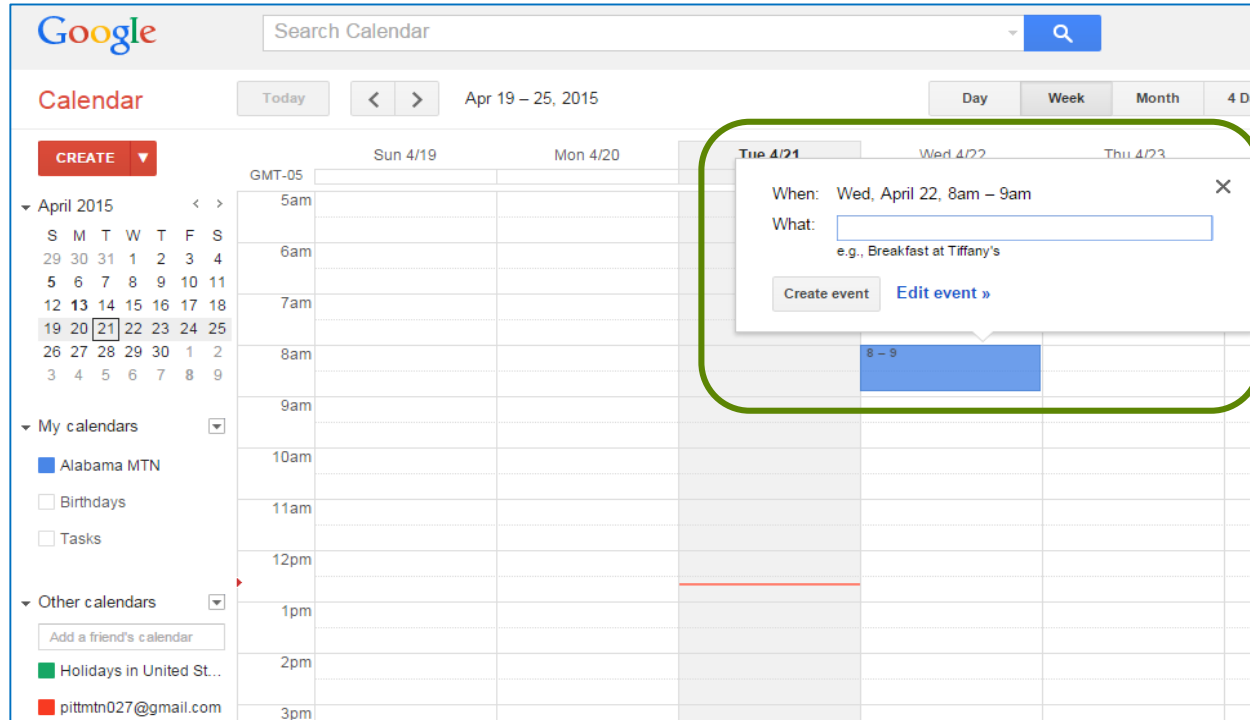 Google
Search Calendar
Calendar
Today
Apr 19 – 25, 2015
Day
Week
Month
4 D
CREATE
Sun 4/19
Mon 4/20
Tue 4/21
Wed 4/22
Thu 4/23
GMT-05
April 2015
S M T W T F S
29 30 31 1 2 3 4
5 6 7 8 9 10 11
12 13 14 15 16 17 18
19 20 21 22 23 24 25
26 27 28 29 30 1 2
3 4 5 6 7 8 9
My calendars
Alabama MTN
Birthdays
Tasks
Other calendars
Add a friend's calendar
Holidays in United St...
pittmtn027@gmail.com
5am
6am
7am
8am
9am
10am
11am
12pm
1pm
2pm
3pm
When: Wed, April 22, 8am – 9am
What:
e.g., Breakfast at Tiffany's
Create event
Edit event »
8 – 9